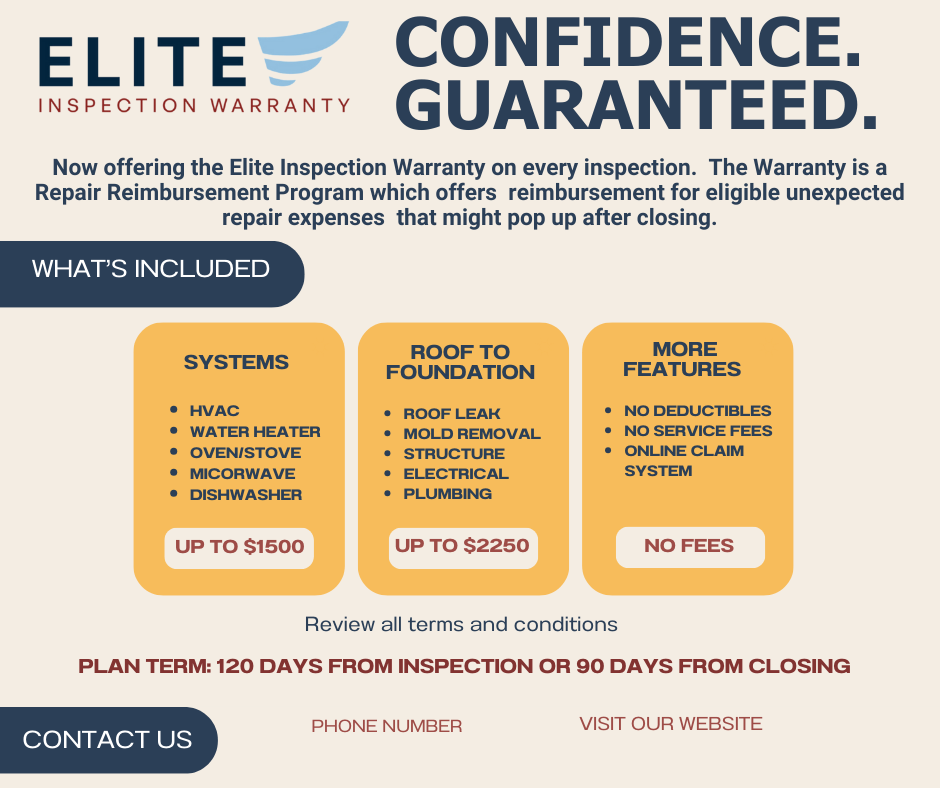 ELITE
INSPECTION WARRANTY
CONFIDENCE.
GUARANTEED.
Now offering the Elite Inspection Warranty on every inspection.  The Warranty is a
Repair Reimbursement Program which offers  reimbursement for eligible unexpected
repair expenses  that might pop up after closing.
WHAT'S INCLUDED
SYSTEMS
• HVAC
• WATER HEATER
• OVEN/STOVE
• MICORWAVE
• DISHWASHER
UP TO $1500
ROOF TO
FOUNDATION
• ROOF LEAK
• MOLD REMOVAL
• STRUCTURE
• ELECTRICAL
• PLUMBING
UP TO $2250
MORE
FEATURES
• NO DEDUCTIBLES
• NO SERVICE FEES
• ONLINE CLAIM
SYSTEM
NO FEES
Review all terms and conditions
PLAN TERM: 120 DAYS FROM INSPECTION OR 90 DAYS FROM CLOSING
CONTACT US
PHONE NUMBER
VISIT OUR WEBSITE